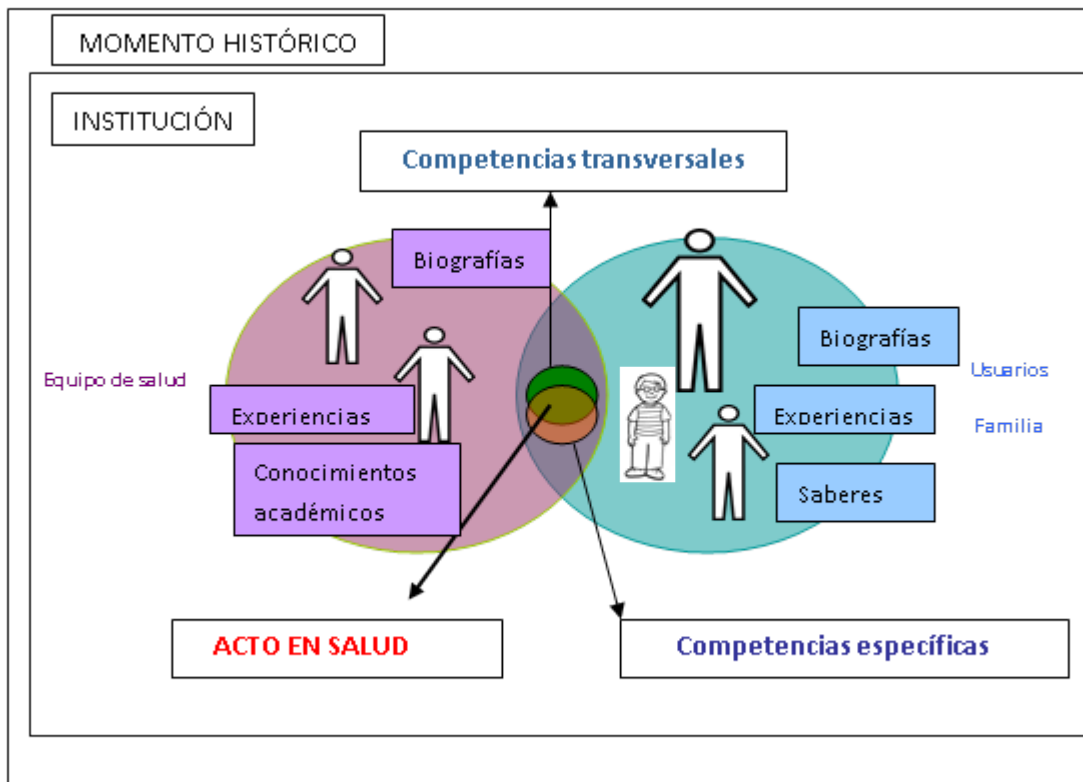 MOMENTO HISTÓRICO
INSTITUCIÓN
Competencias transversales
Biografías
Biografías
Equipo de salud
Usuarios
Experiencias
Experiencias
Familia
Conocimientos
académicos
Saberes
ACTO EN SALUD
Competencias específicas